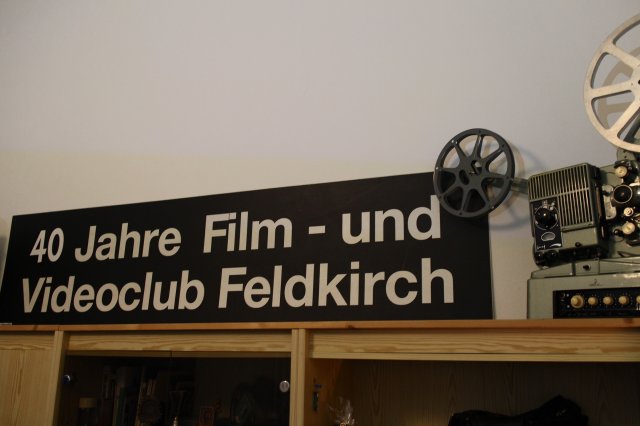 40 Jahre Film - und
Videoclub Feldkirch